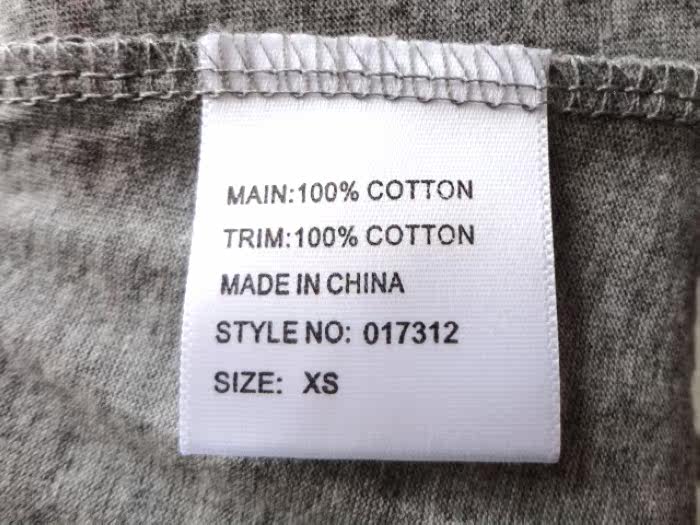 MAIN:100% COTTON
TRIM:100% COTTON
MADE IN CHINA
STYLE NO: 017312
SIZE: XS